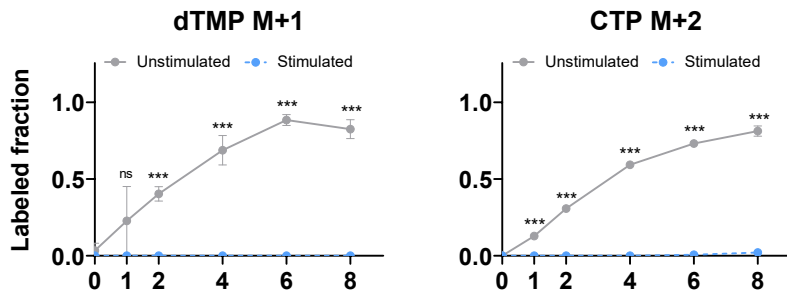 dTMP M+1
Unstimulated Stimulated
Labeled fraction
1.0
0.5
0.0
ns
***
***
***
***
0 1 2 4 6 8
CTP M+2
Unstimulated Stimulated
1.0
0.5
0.0
***
***
***
***
***
0 1 2 4 6 8